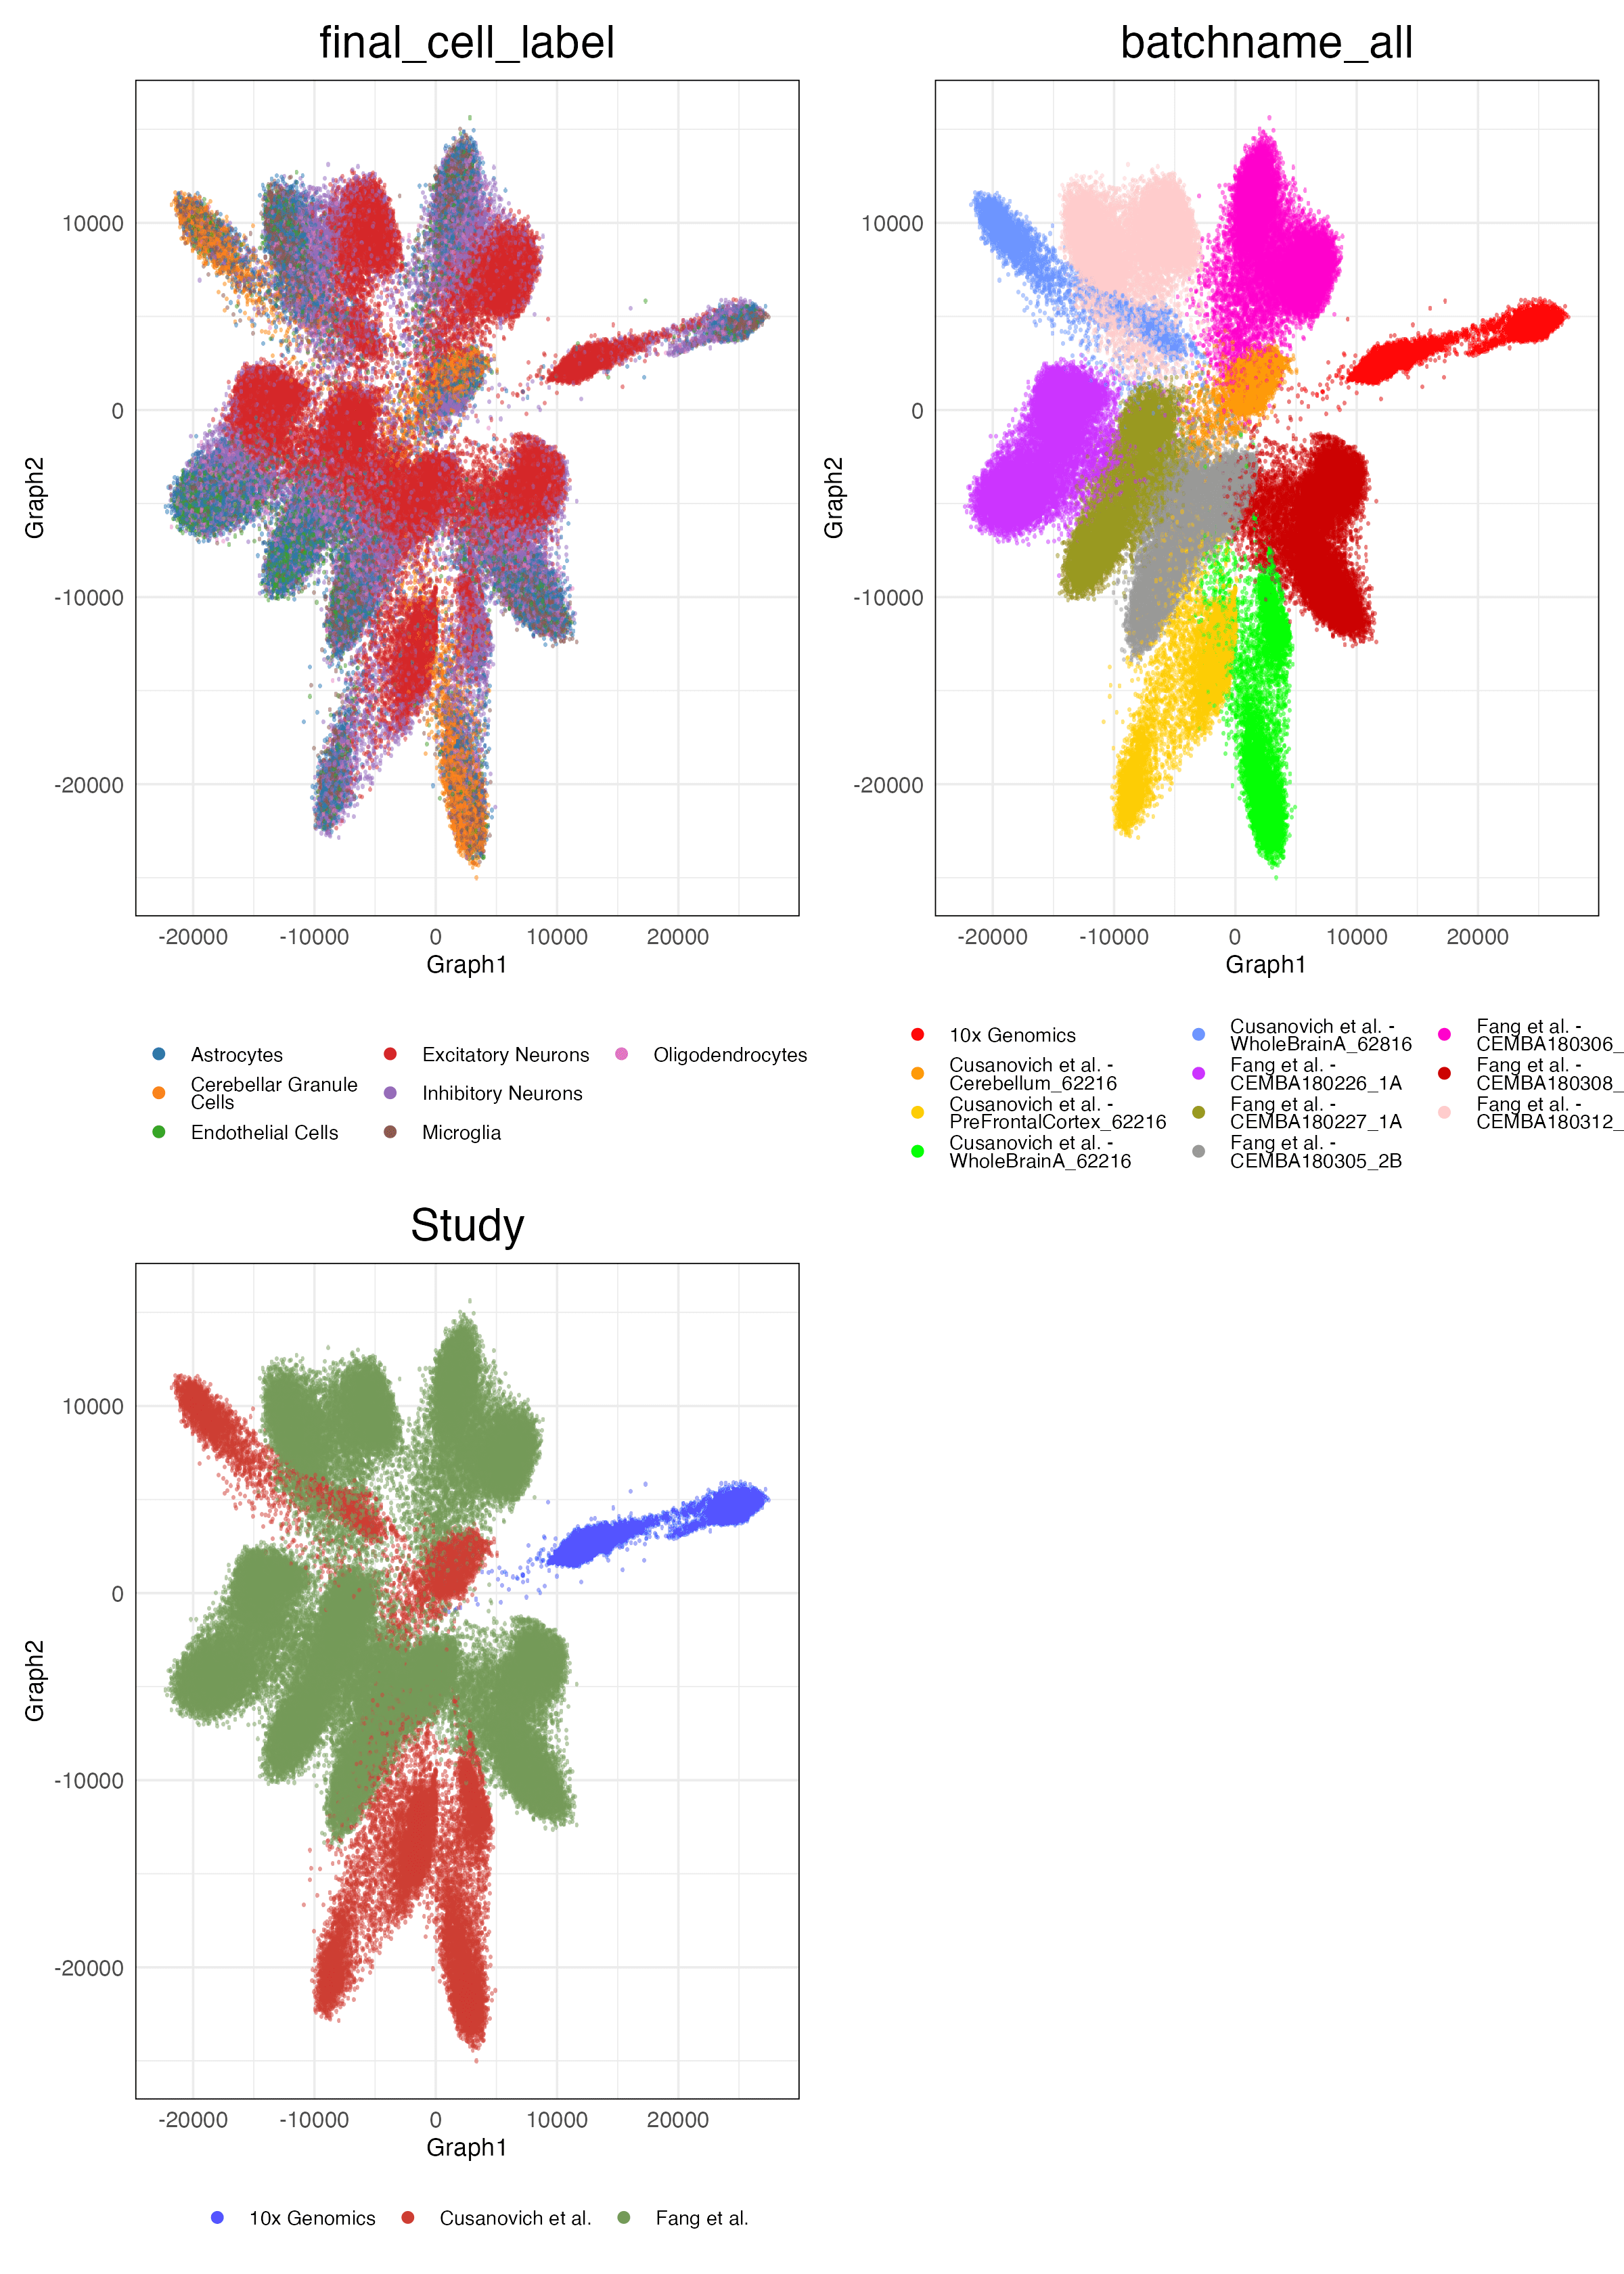 final_cell_label
batchname_all
10000
0
-10000
-20000
Graph2
-20000 -10000 0 10000 20000
Graph1
10000
0
-10000
-20000
Graph2
-20000 -10000 0 10000 20000
Graph1
Astrocytes
Cerebellar Granule
Cells
Endothelial Cells
Excitatory Neurons
Inhibitory Neurons
Microglia
Oligodendrocytes
10x Genomics
Cusanovich et al. -
Cerebellum_62216
Cusanovich et al. -
PreFrontalCortex_62216
Cusanovich et al. -
WholeBrainA_62216
Cusanovich et al. -
WholeBrainA_62816
Fang et al. -
CEMBA180226_1A
Fang et al. -
CEMBA180227_1A
Fang et al. -
CEMBA180305_2B
Fang et al. -
CEMBA180306_
Fang et al. -
CEMBA180308_
Fang et al. -
CEMBA180312_
Study
10000
0
-10000
-20000
Graph2
-20000 -10000 0 10000 20000
Graph1
10x Genomics Cusanovich et al. Fang et al.